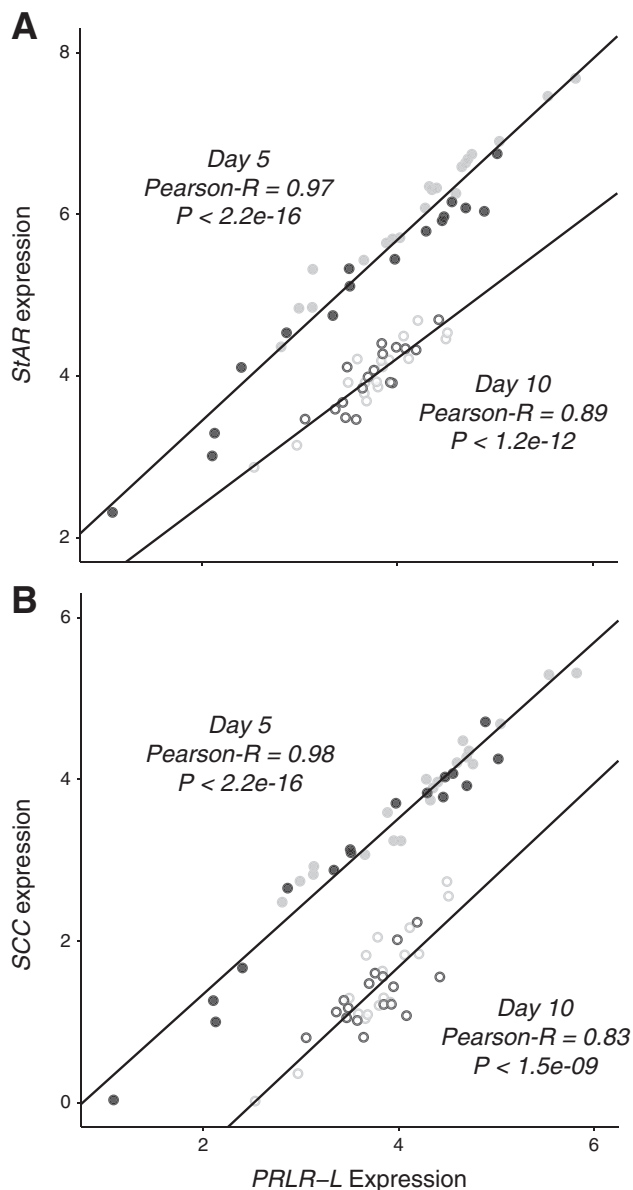 A
8
6
4
2
StAR expression
Day 5
Pearson-R = 0.97
P < 2.2e-16
Day 10
Pearson-R = 0.89
P < 1.2e-12
B
6
4
2
0
SCC expression
Day 5
Pearson-R = 0.98
P < 2.2e-16
Day 10
Pearson-R = 0.83
P < 1.5e-09
2 4 6
PRLR–L Expression